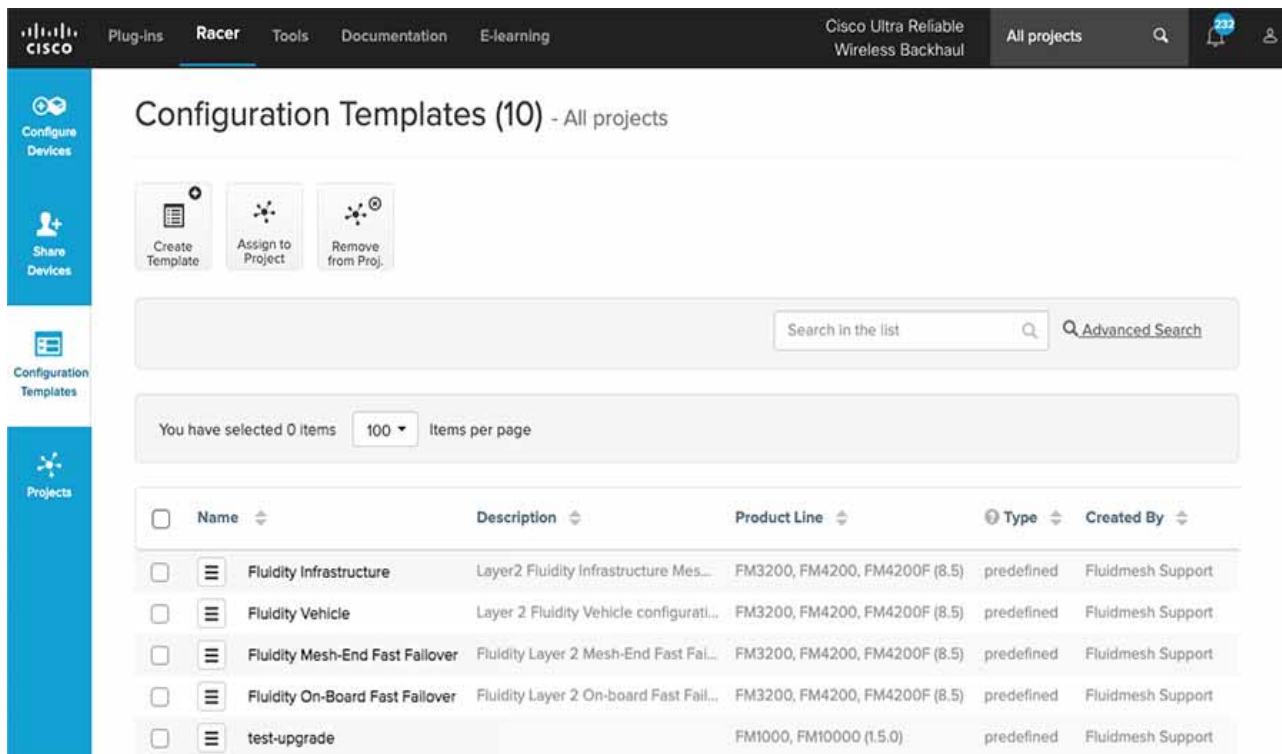 CISCO
Plug-ins Racer Tools Documentation E-learning
Cisco Ultra Reliable
Wireless Backhaul
All projects
232
Configure
Devices
Share
Devices
Configuration
Templates
Projects
Configuration Templates (10) - All projects
Create
Template
Assign to
Project
Remove
from Proj.
Search in the list
Advanced Search
You have selected 0 items 100 Items per page
Name Description Product Line Type Created By
Fluidity Infrastructure Layer2 Fluidity Infrastructure Mes... FM3200, FM4200, FM4200F (8.5) predefined Fluidmesh Support
Fluidity Vehicle Layer 2 Fluidity Vehicle configurati... FM3200, FM4200, FM4200F (8.5) predefined Fluidmesh Support
Fluidity Mesh-End Fast Failover Fluidity Layer 2 Mesh-End Fast Fai... FM3200, FM4200, FM4200F (8.5) predefined Fluidmesh Support
Fluidity On-Board Fast Failover Fluidity Layer 2 On-board Fast Fail... FM3200, FM4200, FM4200F (8.5) predefined Fluidmesh Support
test-upgrade FM1000, FM10000 (1.5.0) predefined Fluidmesh Support